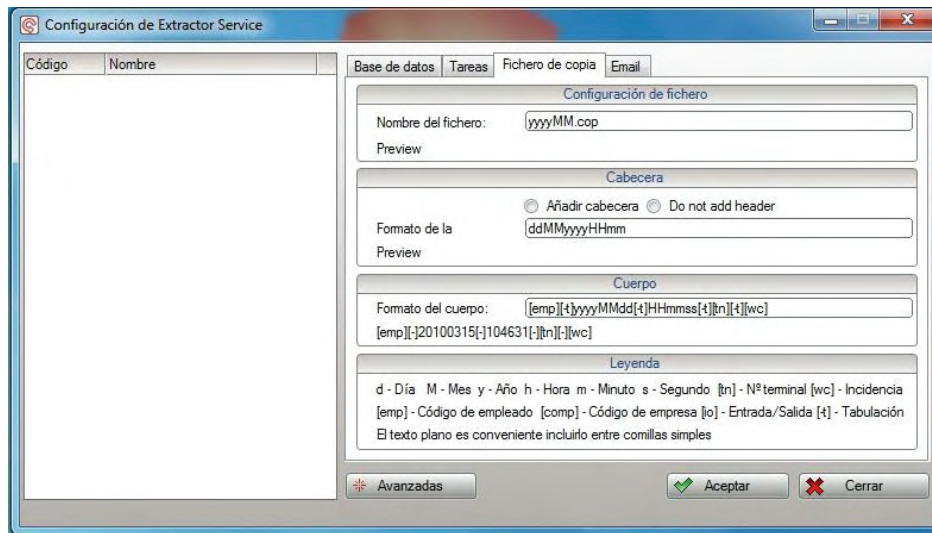 Configuración de Extractor Service
Código Nombre
Base de datos Tareas Fichero de copia Email
Configuración de fichero
Nombre del fichero: yyyyMM.cop
Preview
Cabecera
Añadir cabecera Do not add header
Formato de la ddMMyyyyHHmm
Preview
Cuerpo
Formato del cuerpo: [emp][-t]yyyyMMdd[-t]HHmmss[-t][tn][-t][wc]
[emp][-]20100315[-]104631[-][tn][-][wc]
Leyenda
d - Día M - Mes y - Año h - Hora m - Minuto s - Segundo [tn] - Nº terminal [wc] - Incidencia
[emp] - Código de empleado [comp] - Código de empresa [io] - Entrada/Salida [-t] - Tabulación
El texto plano es conveniente incluirlo entre comillas simples
Avanzadas Aceptar Cerrar